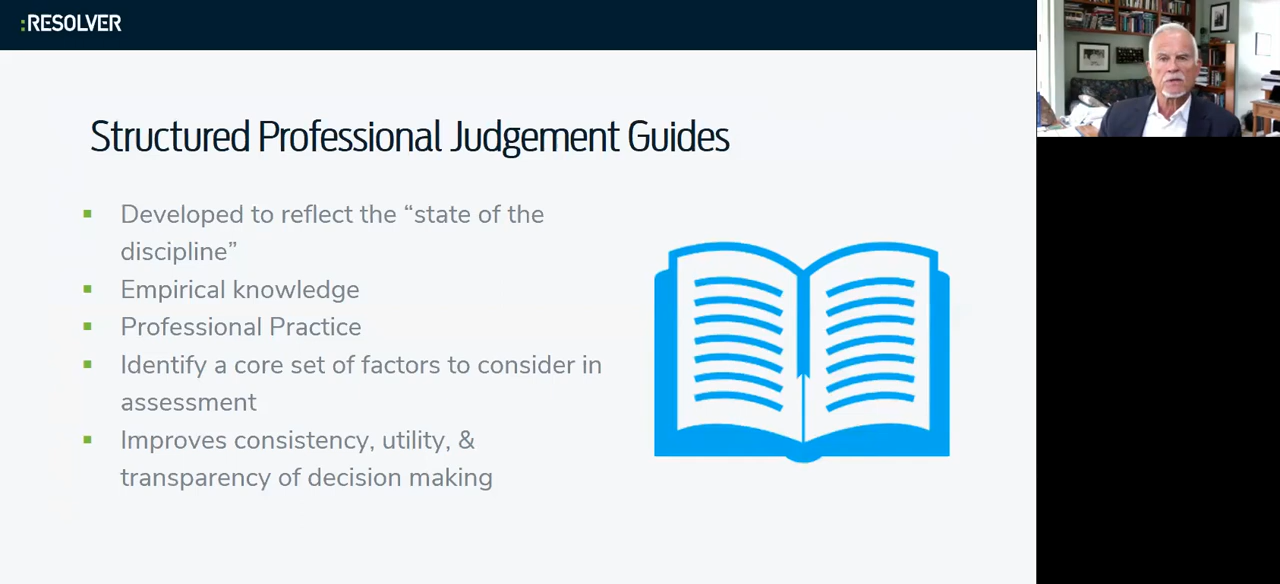 :RESOLVER
Structured Professional Judgement Guides
Developed to reflect the “state of the
discipline”
Empirical knowledge
Professional Practice
Identify a core set of factors to consider in
assessment
Improves consistency, utility, &
transparency of decision making